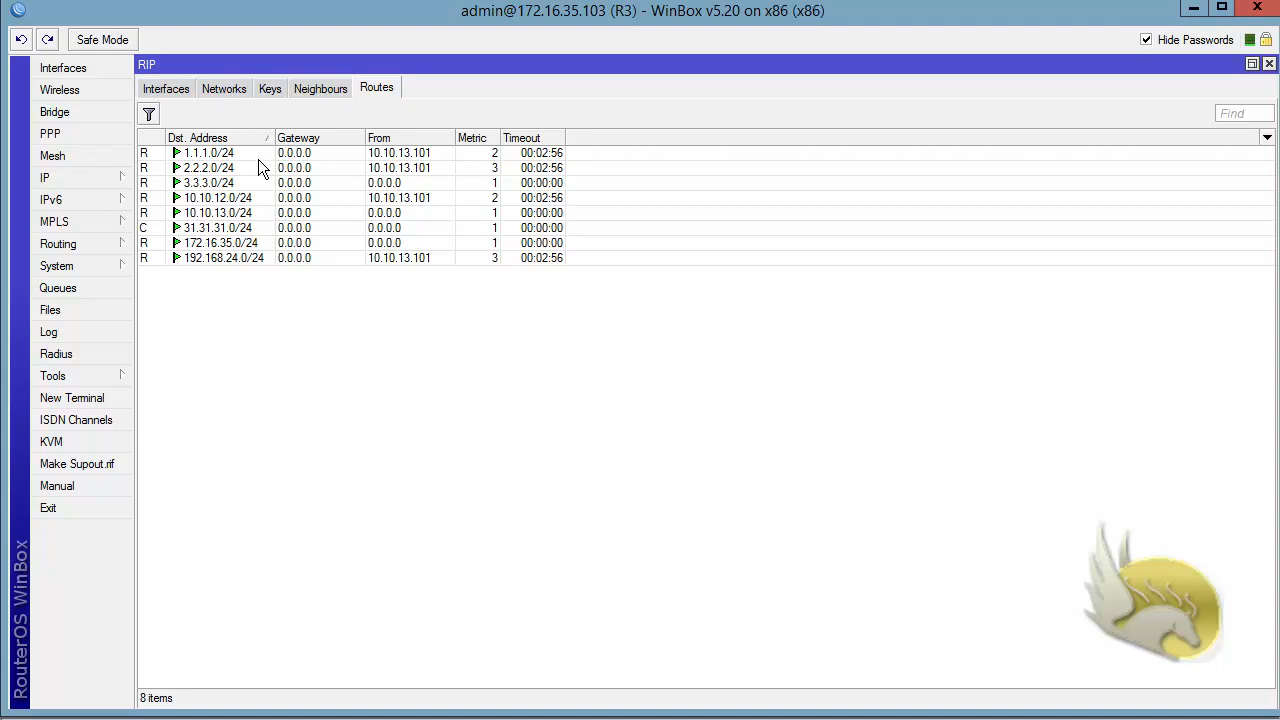 admin@172.16.35.103 (R3) - WinBox v5.20 on x86 (x86)
Safe Mode
Hide Passwords
Interfaces
Wireless
Bridge
PPP
Mesh
IP
IPv6
MPLS
Routing
System
Queues
Files
Log
Radius
Tools
New Terminal
ISDN Channels
KVM
Make Supout.rif
Manual
Exit
RouterOS WinBox
RIP
Interfaces Networks Keys Neighbours Routes
Find
Dst. Address / Gateway From Metric Timeout
R 1.1.1.0/24 0.0.0.0 10.10.13.101 2 00:02:56
R 2.2.2.0/24 0.0.0.0 10.10.13.101 3 00:02:56
R 3.3.3.0/24 0.0.0.0 0.0.0.0 1 00:00:00
R 10.10.12.0/24 0.0.0.0 10.10.13.101 2 00:02:56
R 10.10.13.0/24 0.0.0.0 0.0.0.0 1 00:00:00
C 31.31.31.0/24 0.0.0.0 0.0.0.0 1 00:00:00
R 172.16.35.0/24 0.0.0.0 0.0.0.0 1 00:00:00
R 192.168.24.0/24 0.0.0.0 10.10.13.101 3 00:02:56
8 items